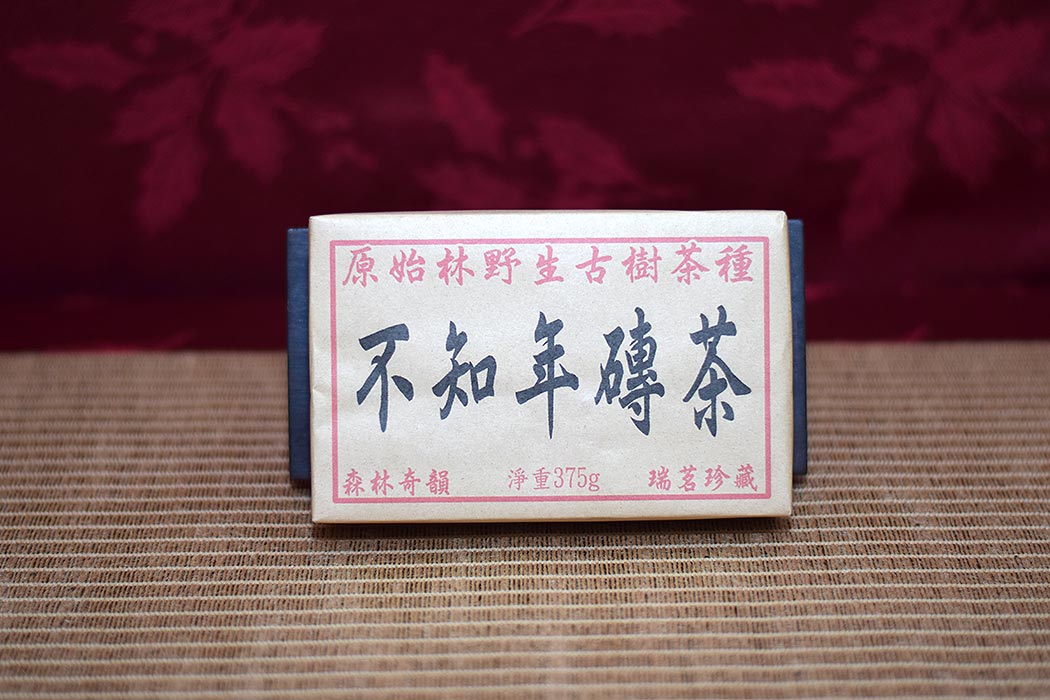 原始林野生古樹茶種
不知年磚茶
森林奇韻 淨重375g 瑞茗珍藏